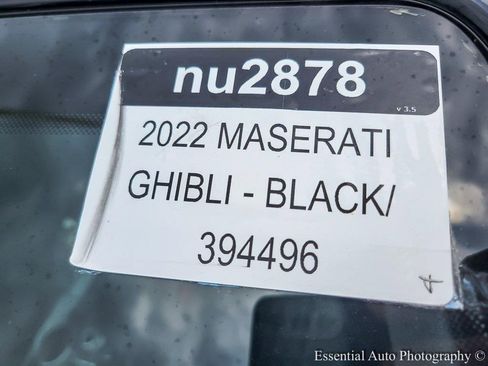 nu2878
v 3.5
2022 MASERATI
GHIBLI - BLACK/
394496
Essential Auto Photography ©